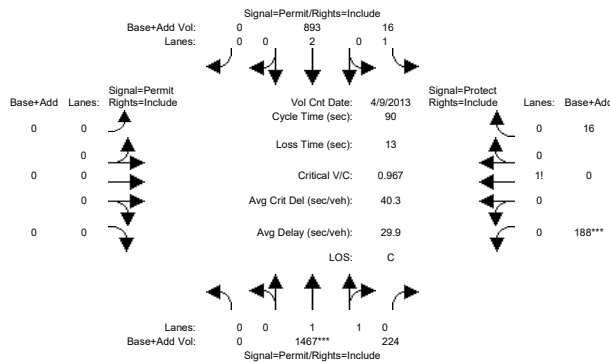 Signal=Permit/Rights=Include
Base+Add Vol: 0 893 16
Lanes: 0 0 2 0 1
Signal=Permit Signal=Protect
Base+Add Lanes: Rights=Include Vol Cnt Date: 4/9/2013 Rights=Include Lanes: Base+Add
Cycle Time (sec): 90
0 0 0 16
Loss Time (sec): 13
0 0
0 0 Critical V/C: 0.967 1! 0
0 Avg Crit Del (sec/veh): 40.3 0
0 0 Avg Delay (sec/veh): 29.9 0 188***
LOS: C
Lanes: 0 0 1 1 0
Base+Add Vol: 0 1467*** 224
Signal=Permit/Rights=Include